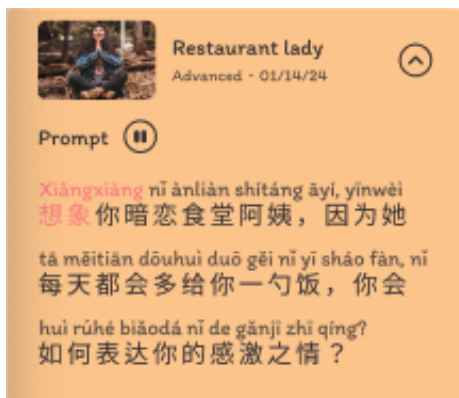 Restaurant lady
Advanced - 01/14/24
Prompt
Xiǎngxiàng nǐ ànliàn shítáng āyí, yīnwèi
想象你暗恋食堂阿姨，因为她
tā měitiān dōuhuì duō gěi nǐ yī sháo fàn, nǐ
每天都会多给你一勺饭，你会
huì rúhé biǎodá nǐ de gǎnjī zhī qíng?
如何表达你的感激之情？